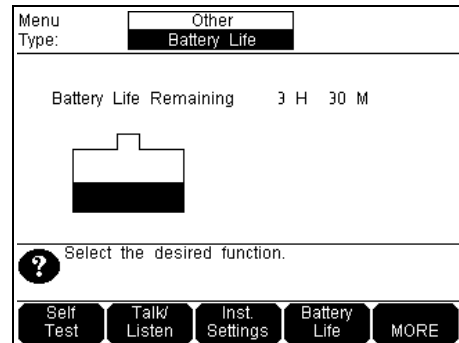 Menu Other
Type: Battery Life
Battery Life Remaining 3 H 30 M
? Select the desired function.
Self Test Talk/ Listen Inst. Settings Battery Life MORE